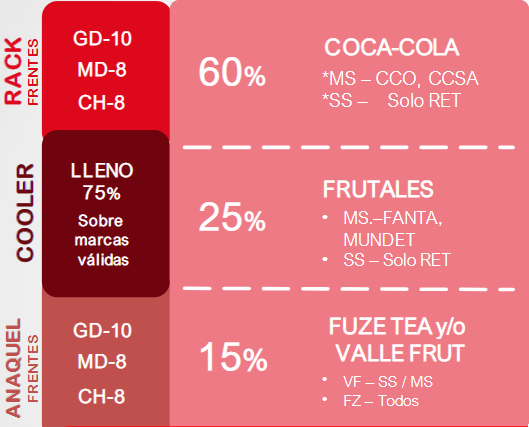 RACK
FRENTES
GD-10
MD-8
CH-8
60%
COCA-COLA
*MS – CCO, CCSA
*SS – Solo RET
COOLER
LLENO
75%
Sobre
marcas
válidas
25%
FRUTALES
• MS.–FANTA,
MUNDET
• SS – Solo RET
ANAQUEL
FRENTES
GD-10
MD-8
CH-8
15%
FUZE TEA y/o
VALLE FRUT
• VF – SS / MS
• FZ – Todos